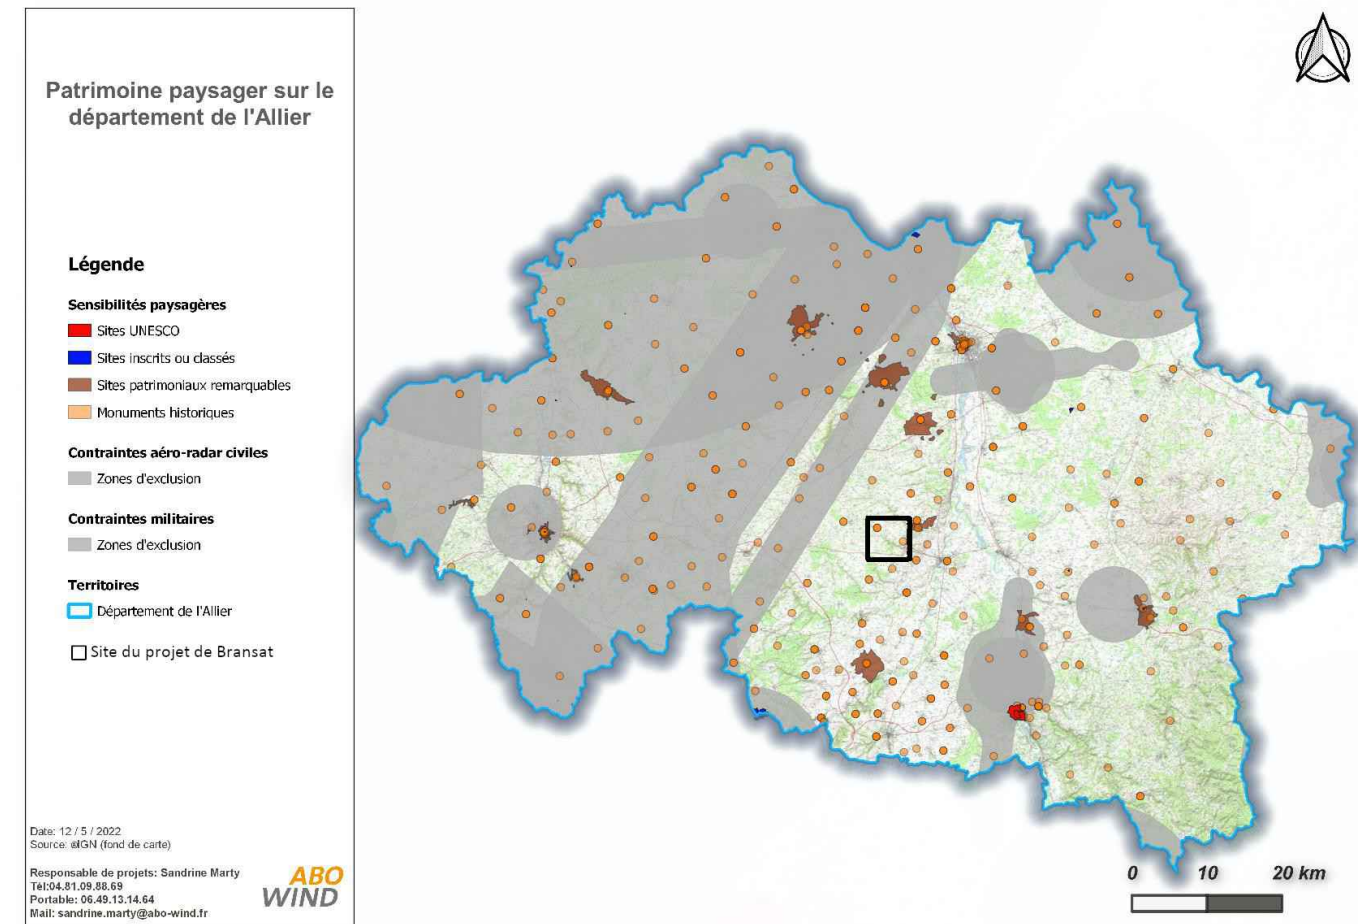 Patrimoine paysager sur le
département de l'Allier
Légende
Sensibilités paysagères
Sites UNESCO
Sites inscrits ou classés
Sites patrimoniaux remarquables
Monuments historiques
Contraintes aéro-radar civiles
Zones d'exclusion
Contraintes militaires
Zones d'exclusion
Territoires
Département de l'Allier
Site du projet de Bransat
Date: 12 / 5 / 2022
Source: ©IGN (fond de carte)
Responsable de projets: Sandrine Marty
Tél:04.81.09.88.69
Portable: 06.49.13.14.64
Mail: sandrine.marty@abo-wind.fr
ABO
WIND
0 10 20 km